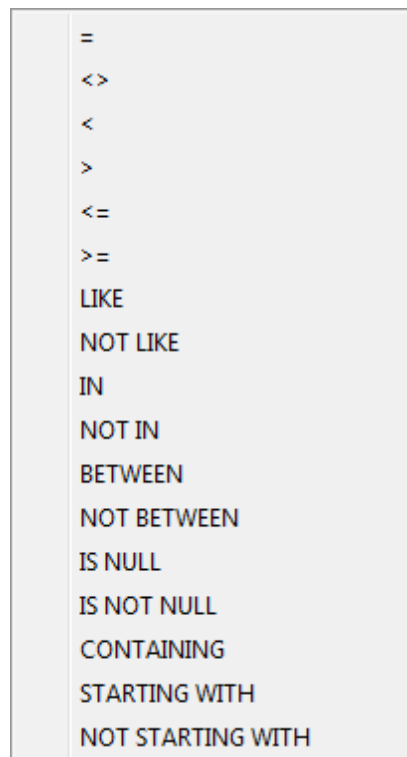 =
<>
<
>
<=
>=
LIKE
NOT LIKE
IN
NOT IN
BETWEEN
NOT BETWEEN
IS NULL
IS NOT NULL
CONTAINING
STARTING WITH
NOT STARTING WITH